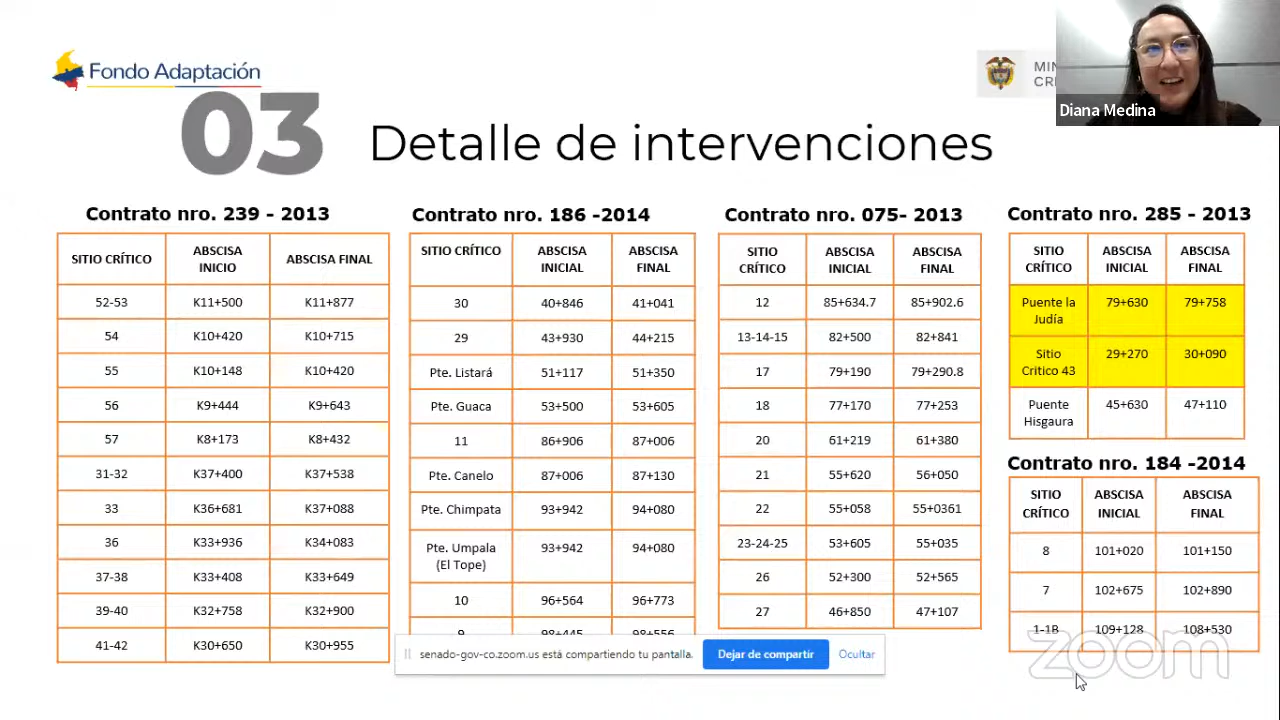 Fondo Adaptación
MIN
CR
Diana Medina
03
Detalle de intervenciones
Contrato nro. 239 - 2013
SITIO CRÍTICO ABSCISA INICIO ABSCISA FINAL
52-53 K11+500 K11+877
54 K10+420 K10+715
55 K10+148 K10+420
56 K9+444 K9+643
57 K8+173 K8+432
31-32 K37+400 K37+538
33 K36+681 K37+088
36 K33+936 K34+083
37-38 K33+408 K33+649
39-40 K32+758 K32+900
41-42 K30+650 K30+955
Contrato nro. 186 -2014
SITIO CRÍTICO ABSCISA INICIAL ABSCISA FINAL
30 40+846 41+041
29 43+930 44+215
Pte. Listará 51+117 51+350
Pte. Guaca 53+500 53+605
11 86+906 87+006
Pte. Canelo 87+006 87+130
Pte. Chimpata 93+942 94+080
Pte. Umpala (El Tope) 93+942 94+080
10 96+564 96+773
9 98+445 98+556
Contrato nro. 075- 2013
SITIO CRÍTICO ABSCISA INICIAL ABSCISA FINAL
12 85+634.7 85+902.6
13-14-15 82+500 82+841
17 79+190 79+290.8
18 77+170 77+253
20 61+219 61+380
21 55+620 56+050
22 55+058 55+0361
23-24-25 53+605 55+035
26 52+300 52+565
27 46+850 47+107
Contrato nro. 285 - 2013
SITIO CRÍTICO ABSCISA INICIAL ABSCISA FINAL
Puente la Judía 79+630 79+758
Sitio Critico 43 29+270 30+090
Puente Hisgaura 45+630 47+110
Contrato nro. 184 -2014
SITIO CRÍTICO ABSCISA INICIAL ABSCISA FINAL
8 101+020 101+150
7 102+675 102+890
1-1B 109+128 108+530
senado-gov-co.zoom.us está compartiendo tu pantalla.
Dejar de compartir
Ocultar
zoom